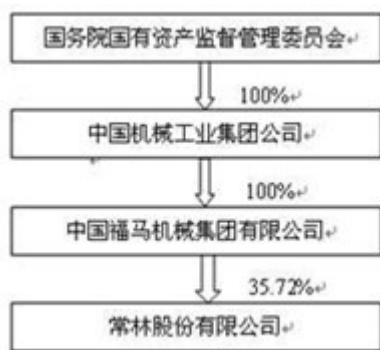 国务院国有资产监督管理委员会
100%
中国机械工业集团公司
100%
中国福马机械集团有限公司
35.72%
常林股份有限公司